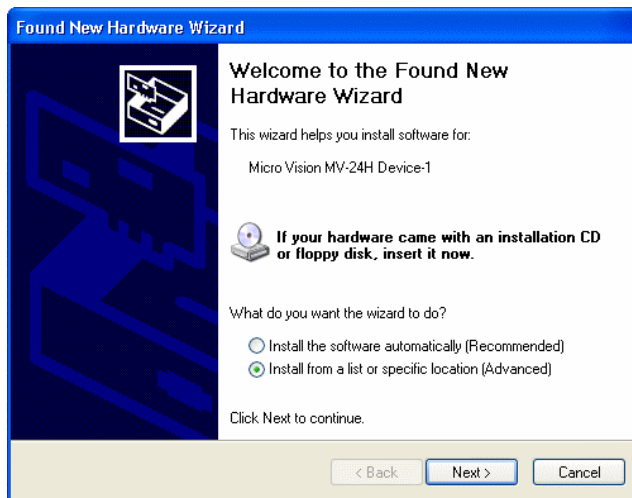 Found New Hardware Wizard
Welcome to the Found New
Hardware Wizard
This wizard helps you install software for:
Micro Vision MV-24H Device-1
If your hardware came with an installation CD
or floppy disk, insert it now.
What do you want the wizard to do?
Install the software automatically (Recommended)
Install from a list or specific location (Advanced)
Click Next to continue.
< Back
Next >
Cancel